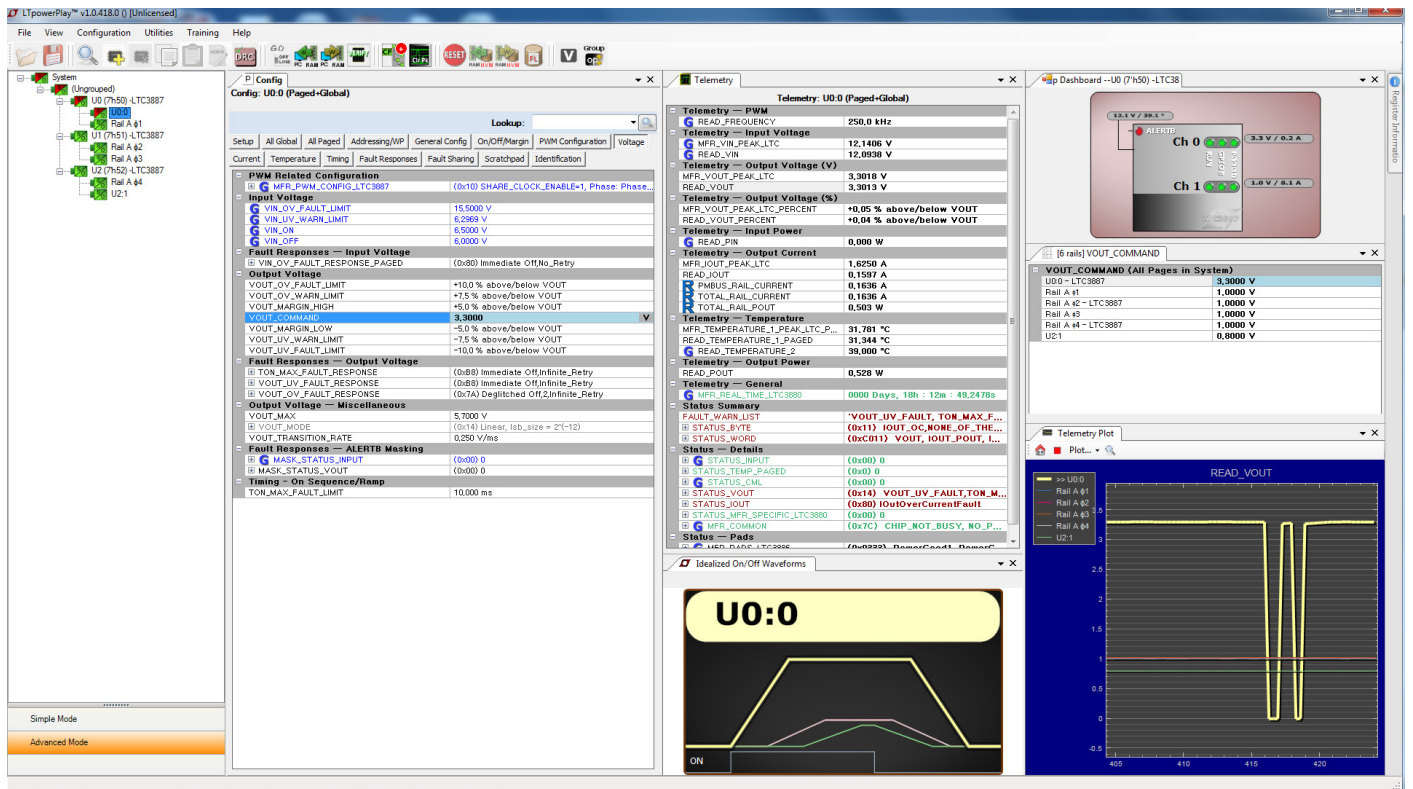 LTpowerPlay™ v1.0.418.0 () [Unlicensed]
File View Configuration Utilities Training Help
System
(Ungrouped)
U0 (7h50) -LTC3887
U0:0
Rail A ϕ1
U1 (7h51) -LTC3887
Rail A ϕ2
Rail A ϕ3
U2 (7h52) -LTC3887
Rail A ϕ4
U2:1
Simple Mode
Advanced Mode
Config
Config: U0:0 (Paged+Global)
Lookup:
Setup All Global All Paged Addressing/WP General Config On/Off/Margin PWM Configuration Voltage
Current Temperature Timing Fault Responses Fault Sharing Scratchpad Identification
PWM Related Configuration
G MFR_PWM_CONFIG_LTC3887 (0x10) SHARE_CLOCK_ENABLE=1, Phase: Phase...
Input Voltage
G VIN_OV_FAULT_LIMIT 15,5000 V
G VIN_UV_WARN_LIMIT 6,2969 V
G VIN_ON 6,5000 V
G VIN_OFF 6,0000 V
Fault Responses — Input Voltage
VIN_OV_FAULT_RESPONSE_PAGED (0x80) Immediate Off,No_Retry
Output Voltage
VOUT_OV_FAULT_LIMIT +10,0 % above/below VOUT
VOUT_OV_WARN_LIMIT +7,5 % above/below VOUT
VOUT_MARGIN_HIGH +5,0 % above/below VOUT
VOUT_COMMAND 3,3000 V
VOUT_MARGIN_LOW -5,0 % above/below VOUT
VOUT_UV_WARN_LIMIT -7,5 % above/below VOUT
VOUT_UV_FAULT_LIMIT -10,0 % above/below VOUT
Fault Responses — Output Voltage
TON_MAX_FAULT_RESPONSE (0xB8) Immediate Off,Infinite_Retry
VOUT_UV_FAULT_RESPONSE (0xB8) Immediate Off,Infinite_Retry
VOUT_OV_FAULT_RESPONSE (0x7A) Deglitched Off,2,Infinite_Retry
Output Voltage — Miscellaneous
VOUT_MAX 5,7000 V
VOUT_MODE (0x14) Linear, lsb_size = 2^(-12)
VOUT_TRANSITION_RATE 0,250 V/ms
Fault Responses — ALERTB Masking
G MASK_STATUS_INPUT (0x00) 0
MASK_STATUS_VOUT (0x00) 0
Timing - On Sequence/Ramp
TON_MAX_FAULT_LIMIT 10,000 ms
Telemetry
Telemetry: U0:0 (Paged+Global)
Telemetry — PWM
G READ_FREQUENCY 250,0 kHz
Telemetry — Input Voltage
G MFR_VIN_PEAK_LTC 12,1406 V
G READ_VIN 12,0938 V
Telemetry — Output Voltage (V)
MFR_VOUT_PEAK_LTC 3,3018 V
READ_VOUT 3,3013 V
Telemetry — Output Voltage (%)
MFR_VOUT_PEAK_LTC_PERCENT +0,05 % above/below VOUT
READ_VOUT_PERCENT +0,04 % above/below VOUT
Telemetry — Input Power
G READ_PIN 0,000 W
Telemetry — Output Current
MFR_IOUT_PEAK_LTC 1,6250 A
READ_IOUT 0,1597 A
R PMBUS_RAIL_CURRENT 0,1636 A
R TOTAL_RAIL_CURRENT 0,1636 A
R TOTAL_RAIL_POUT 0,503 W
Telemetry — Temperature
MFR_TEMPERATURE_1_PEAK_LTC_P... 31,781 °C
READ_TEMPERATURE_1_PAGED 31,344 °C
G READ_TEMPERATURE_2 39,000 °C
Telemetry — Output Power
READ_POUT 0,528 W
Telemetry — General
G MFR_REAL_TIME_LTC3880 0000 Days, 18h : 12m : 49,2478s
Status Summary
FAULT_WARN_LIST 'VOUT_UV_FAULT, TON_MAX_F...
STATUS_BYTE (0x11) IOUT_OC,NONE_OF_THE...
STATUS_WORD (0xC011) VOUT, IOUT_POUT, I...
Status — Details
G STATUS_INPUT (0x00) 0
STATUS_TEMP_PAGED (0x0) 0
G STATUS_CML (0x00) 0
STATUS_VOUT (0x14) VOUT_UV_FAULT,TON_M...
STATUS_IOUT (0x80) IOutOverCurrentFault
STATUS_MFR_SPECIFIC_LTC3880 (0x00) 0
G MFR_COMMON (0x7C) CHIP_NOT_BUSY, NO_P...
Status — Pads
Idealized On/Off Waveforms
U0:0
ON
p Dashboard --U0 (7'h50) -LTC38
12.1 V / 39.1 °
ALERTB
Ch 0
3.3 V / 0.2 A
Ch 1
1.0 V / 8.1 A
[6 rails] VOUT_COMMAND
VOUT_COMMAND (All Pages in System)
U0:0 - LTC3887 3,3000 V
Rail A ϕ1 1,0000 V
Rail A ϕ2 - LTC3887 1,0000 V
Rail A ϕ3 1,0000 V
Rail A ϕ4 - LTC3887 1,0000 V
U2:1 0,8000 V
Telemetry Plot
Plot...
READ_VOUT
>> U0:0
Rail A ϕ1
Rail A ϕ2
Rail A ϕ3
Rail A ϕ4
U2:1
3.5
3
2.5
2
1.5
1
0.5
0
-0.5
405 410 415 420
Register Informatio